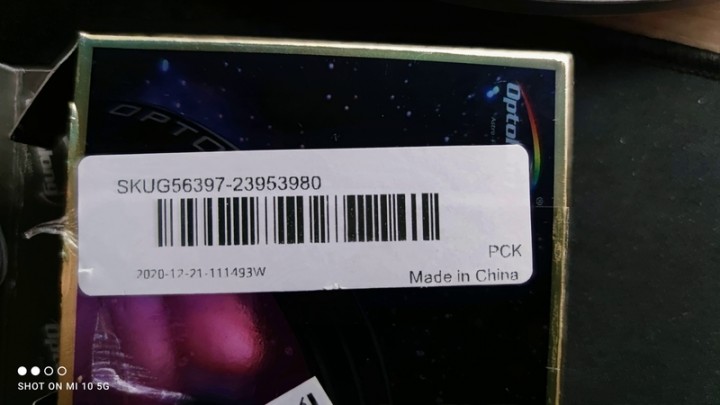 SKUG56397-23953980
2020-12-21-111493W
PCK
Made in China
SHOT ON MI 10 5G